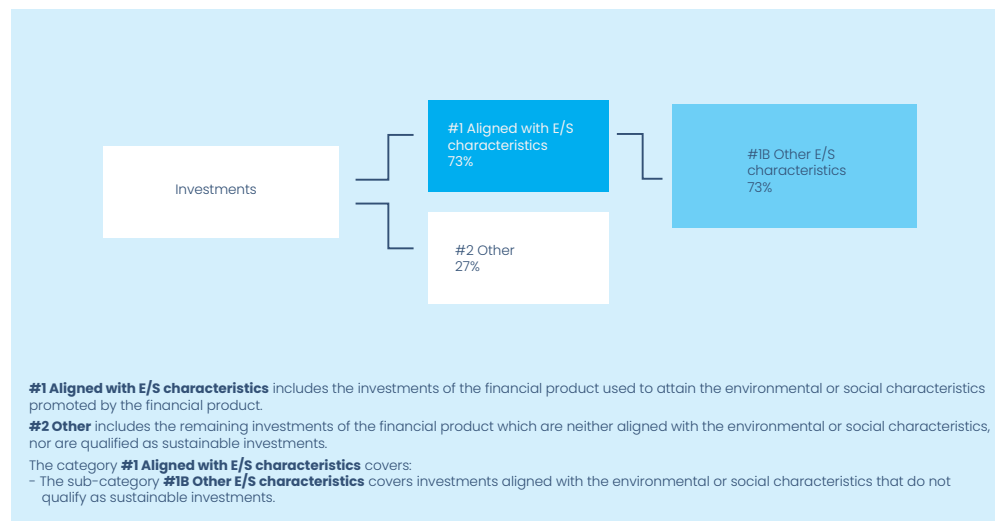 Investments
#1 Aligned with E/S
characteristics
73%
#1B Other E/S
characteristics
73%
#2 Other
27%
#1 Aligned with E/S characteristics includes the investments of the financial product used to attain the environmental or social characteristics
promoted by the financial product.
#2 Other includes the remaining investments of the financial product which are neither aligned with the environmental or social characteristics,
nor are qualified as sustainable investments.
The category #1 Aligned with E/S characteristics covers:
- The sub-category #1B Other E/S characteristics covers investments aligned with the environmental or social characteristics that do not
qualify as sustainable investments.